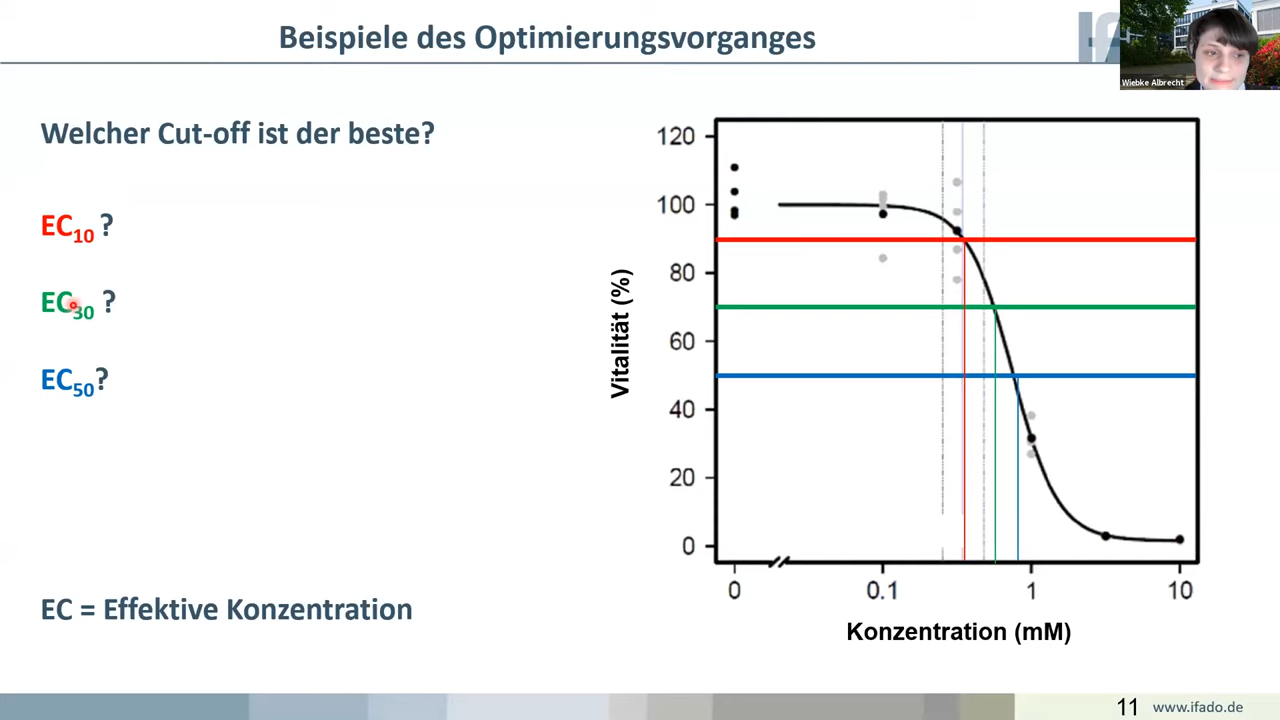 Beispiele des Optimierungsvorganges
Wiebke Albrecht
Welcher Cut-off ist der beste?
EC10 ?
EC30 ?
EC50?
EC = Effektive Konzentration
Vitalität (%)
120
100
80
60
40
20
0
0
0.1
1
10
Konzentration (mM)
11
www.ifado.de